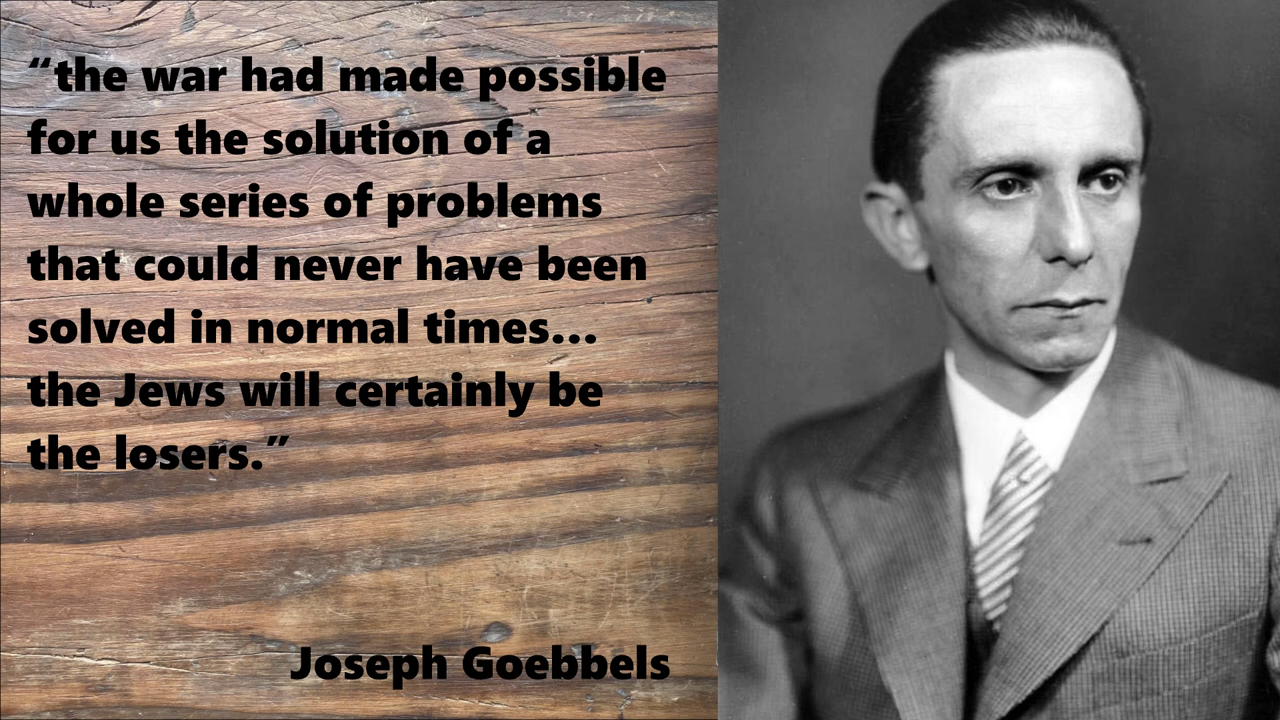 “the war had made possible
for us the solution of a
whole series of problems
that could never have been
solved in normal times...
the Jews will certainly be
the losers.”
Joseph Goebbels